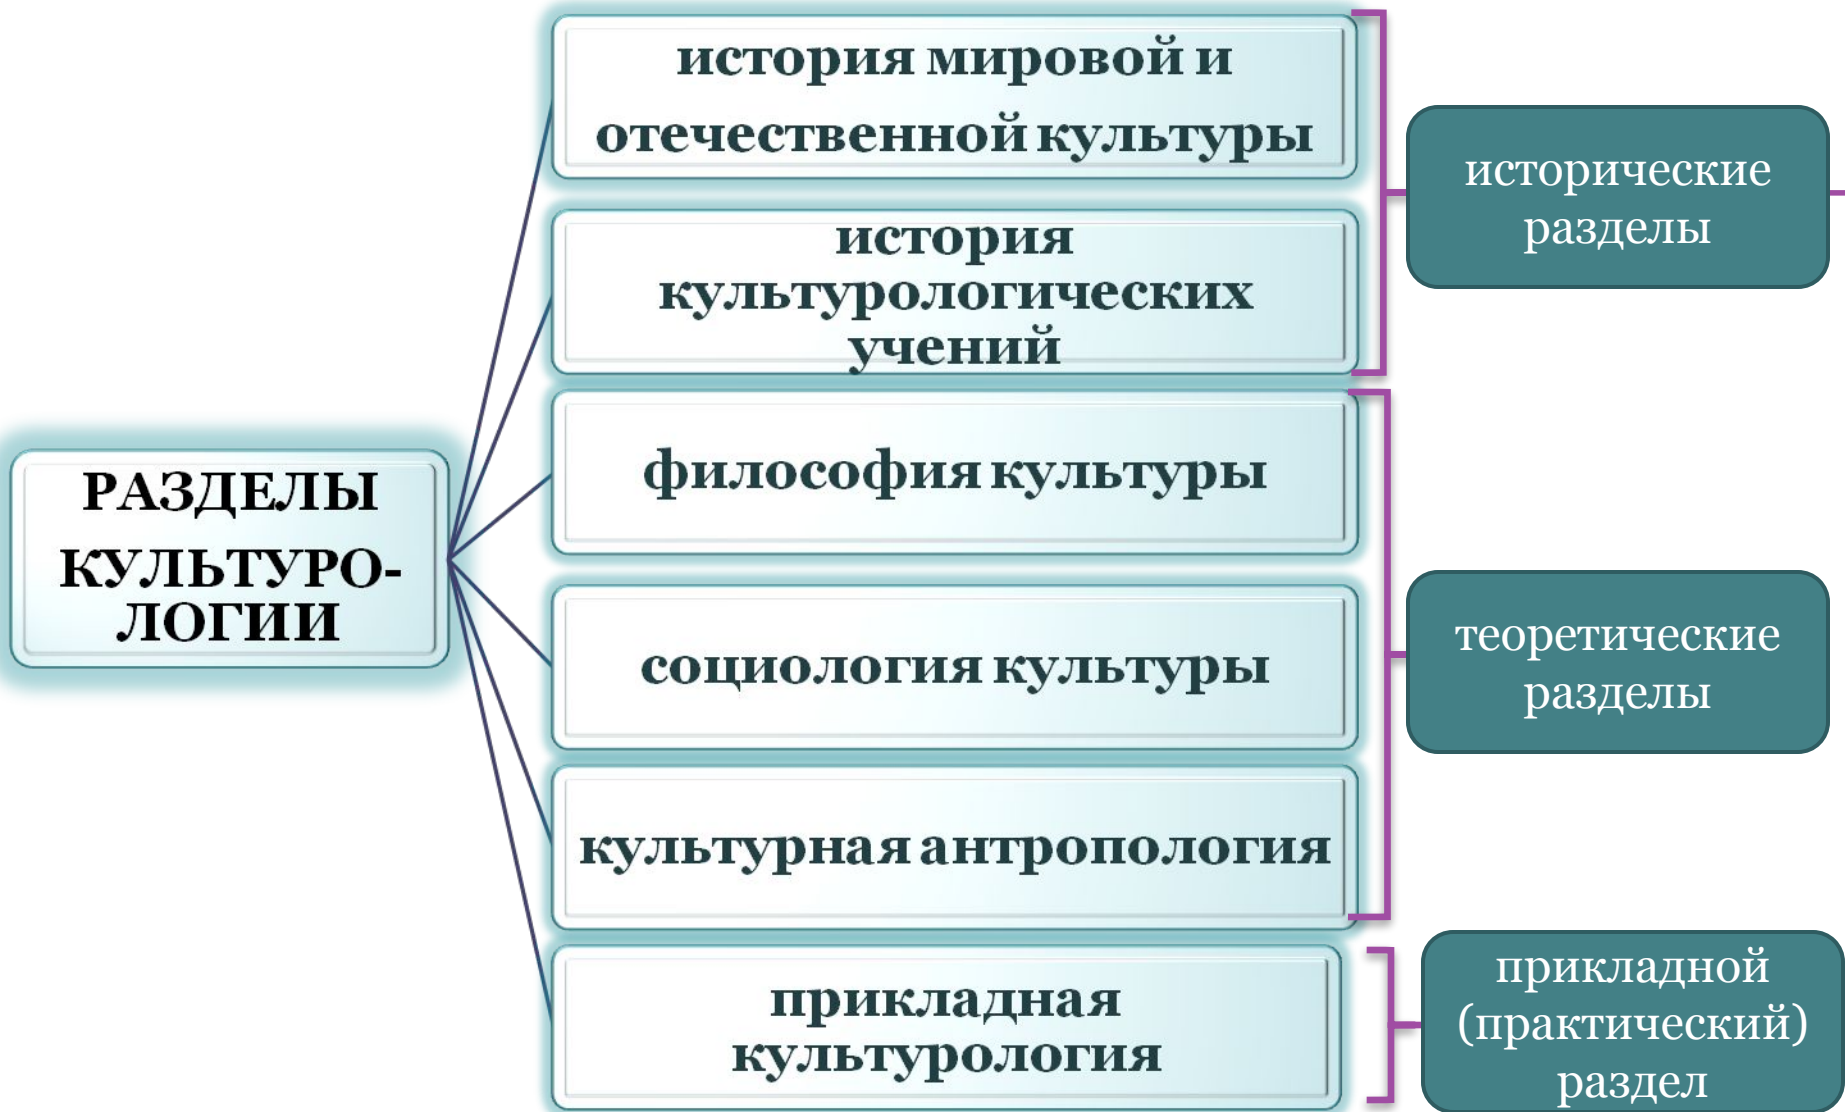 РАЗДЕЛЫ
КУЛЬТУРО-
ЛОГИИ
история мировой и
отечественной культуры
история
культурологических
учений
философия культуры
социология культуры
культурная антропология
прикладная
культурология
исторические
разделы
теоретические
разделы
прикладной
(практический)
раздел